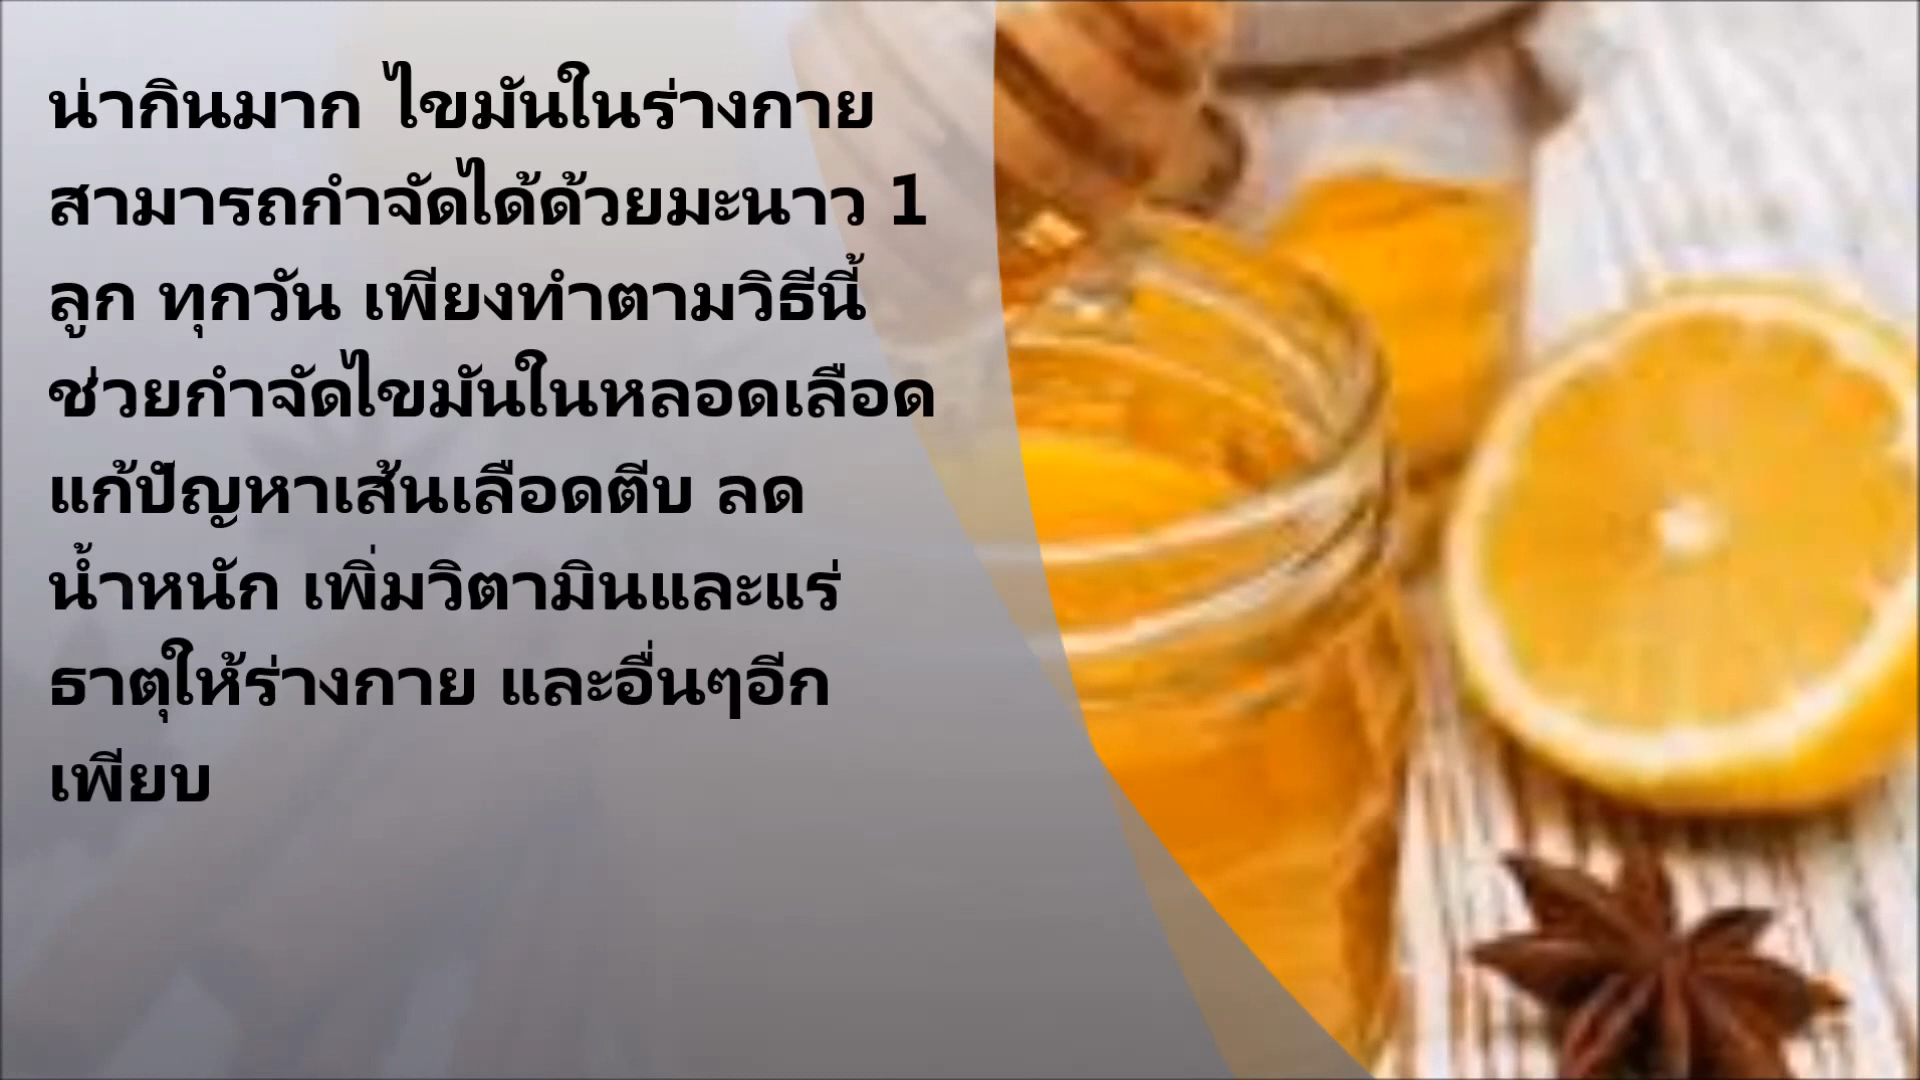 น่ากินมาก ไขมันในร่างกาย
สามารถกำจัดได้ด้วยมะนาว 1
ลูก ทุกวัน เพียงทำตามวิธีนี้
ช่วยกำจัดไขมันในหลอดเลือด
แก้ปัญหาเส้นเลือดตีบ ลด
น้ำหนัก เพิ่มวิตามินและแร่
ธาตุให้ร่างกาย และอื่นๆอีก
เพียบ